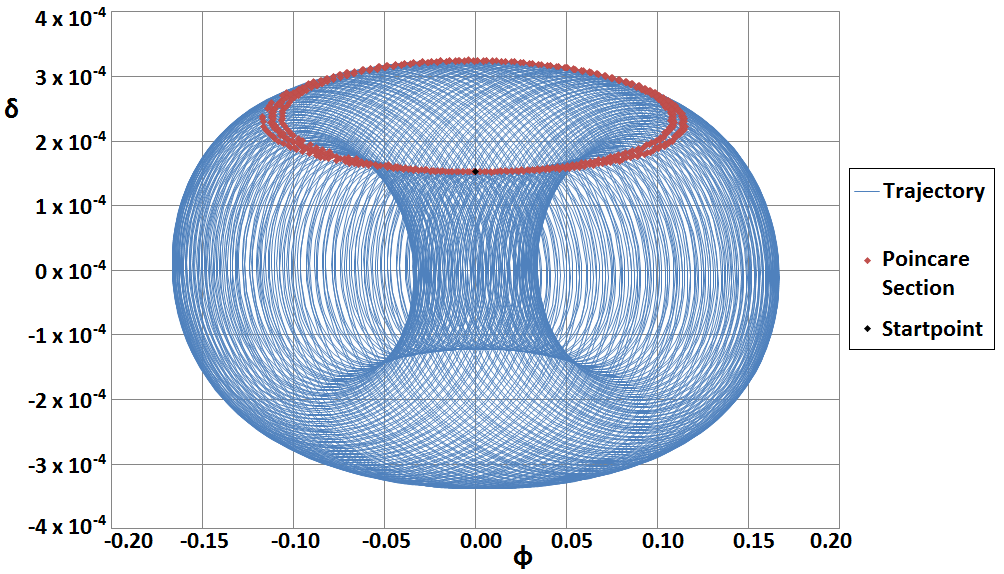 4 x 10⁻⁴
3 x 10⁻⁴
δ
2 x 10⁻⁴
1 x 10⁻⁴
0 x 10⁻⁴
-1 x 10⁻⁴
-2 x 10⁻⁴
-3 x 10⁻⁴
-4 x 10⁻⁴
-0.20 -0.15 -0.10 -0.05 0.00 0.05 0.10 0.15 0.20
ϕ
Trajectory
Poincare
Section
Startpoint